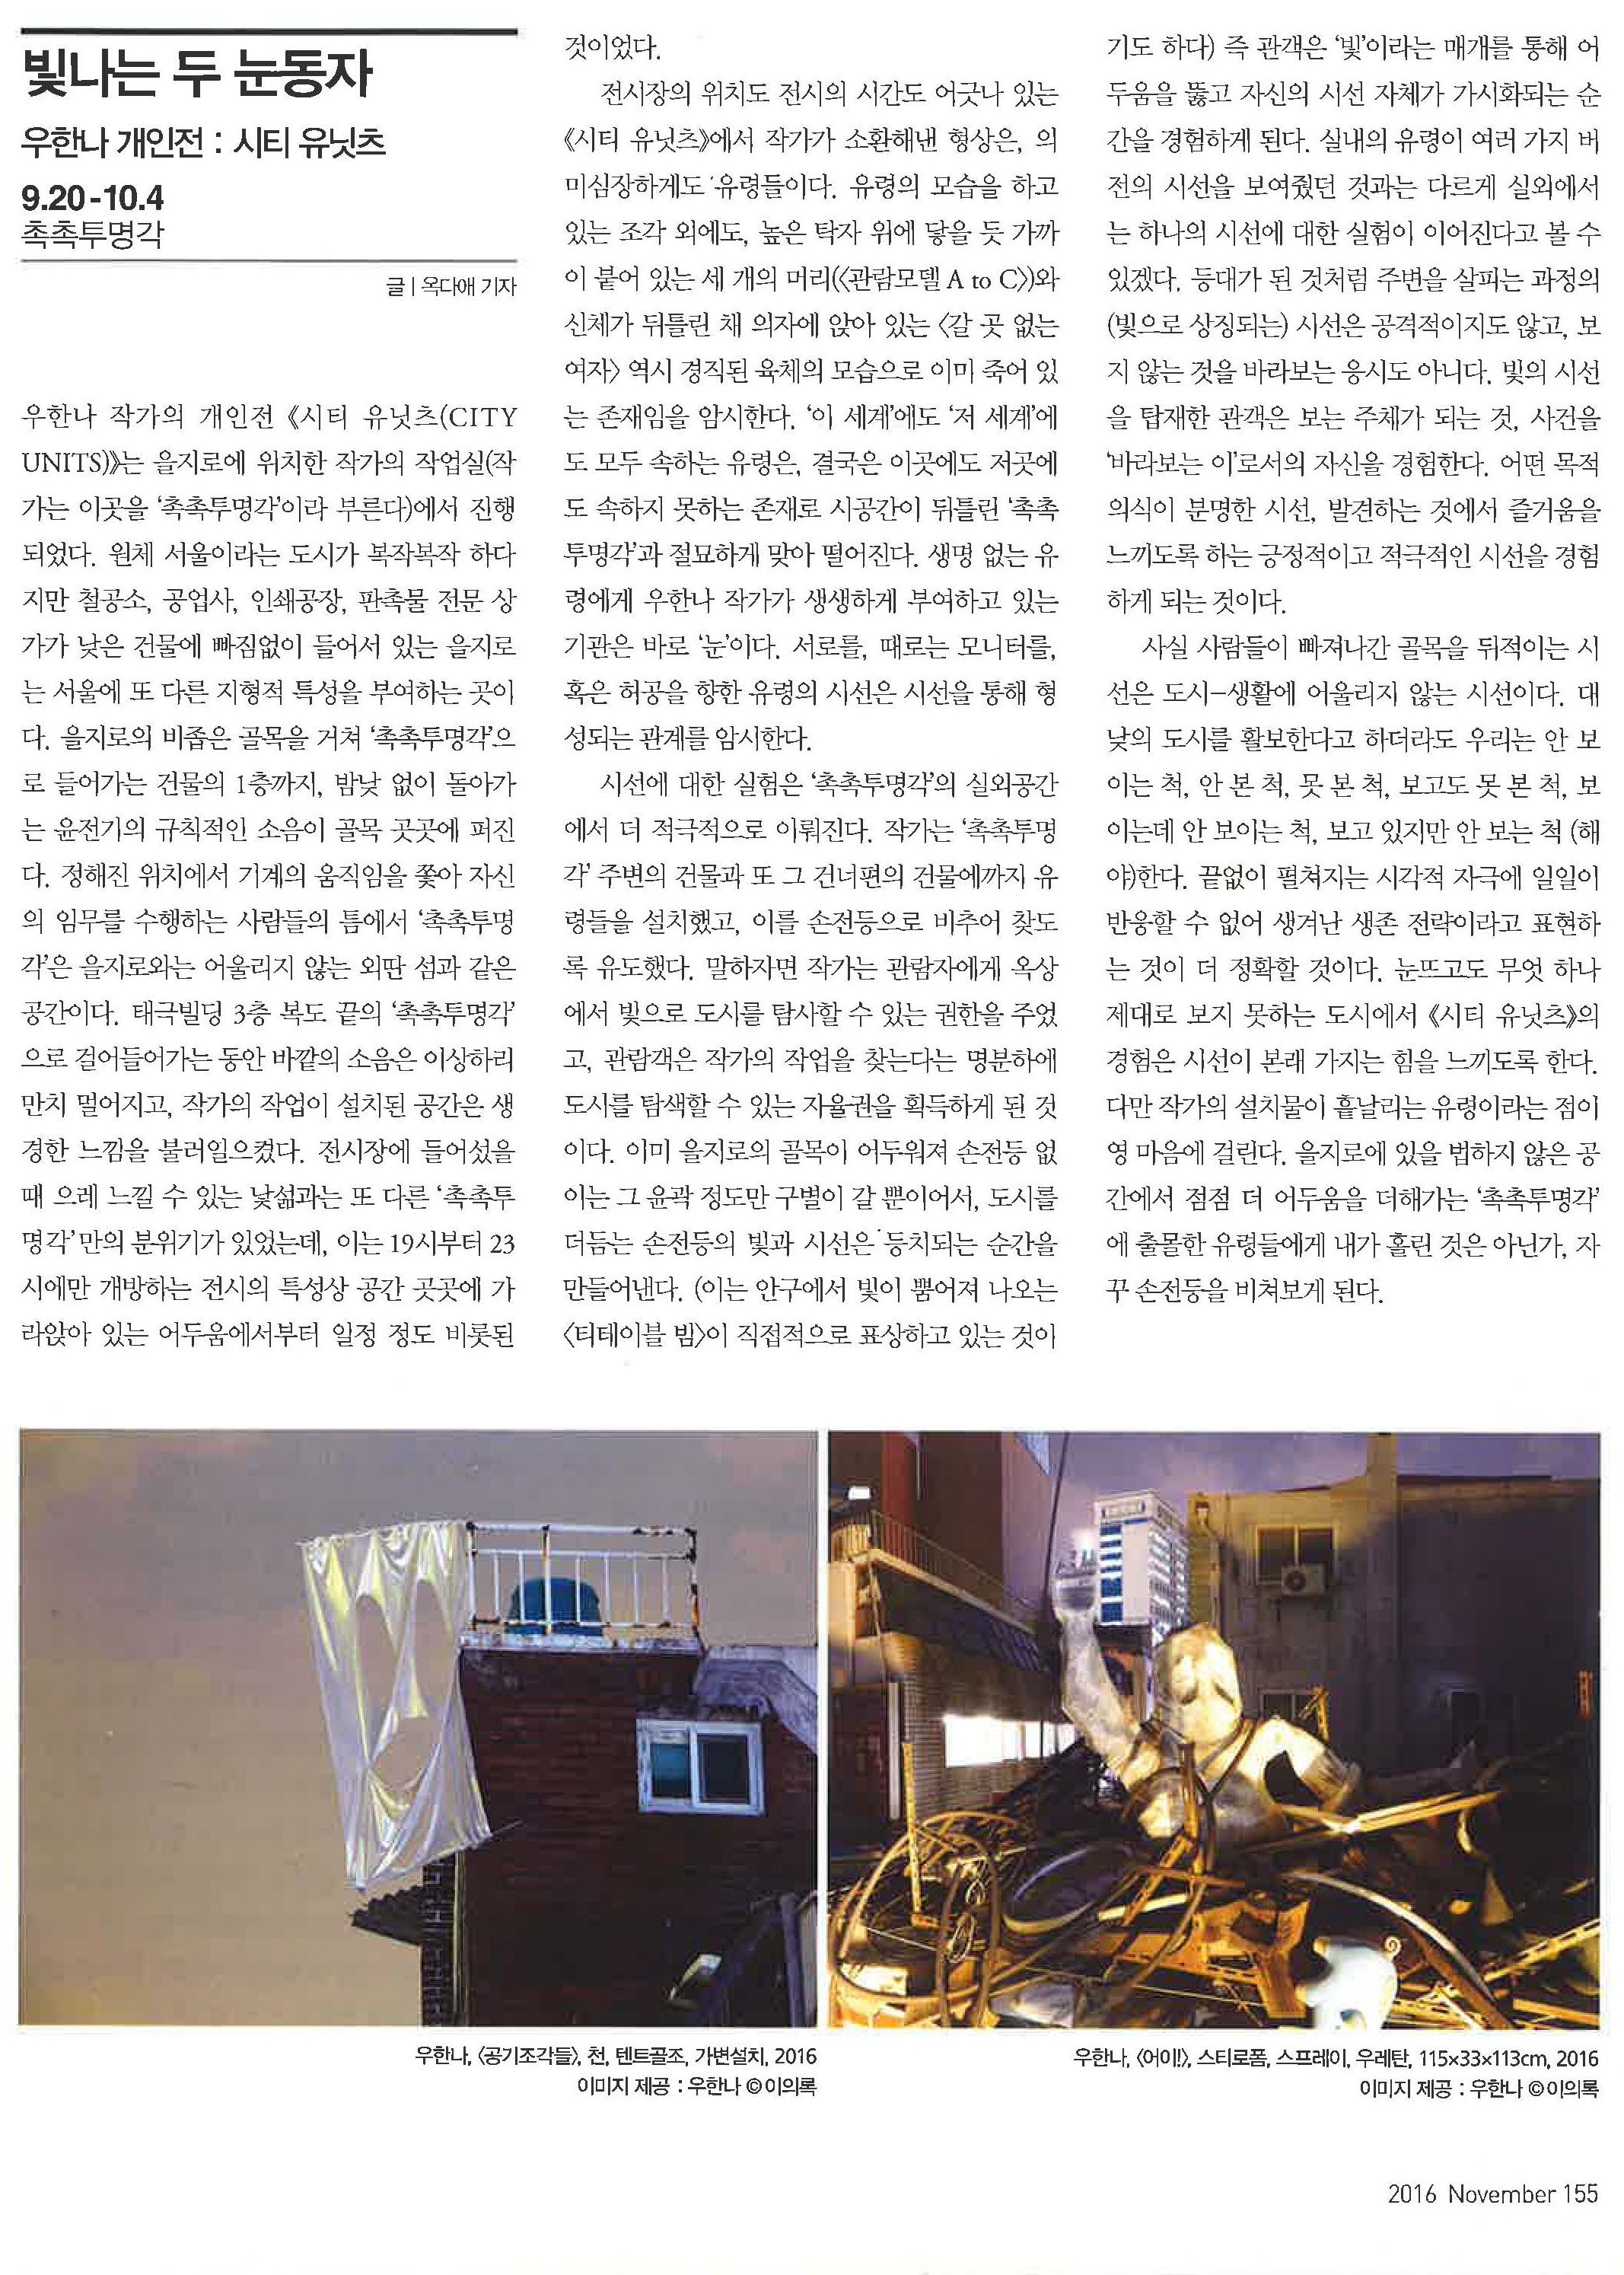 빛나는 두 눈동자
우한나 개인전 : 시티 유닛츠
9.20-10.4
촉촉투명각
글 | 옥다애 기자
우한나 작가의 개인전 《시티 유닛츠(CITY
UNITS)》는 을지로에 위치한 작가의 작업실(작
가는 이곳을 ‘촉촉투명각’이라 부른다)에서 진행
되었다. 원체 서울이라는 도시가 복작복작 하다
지만 철공소, 공업사, 인쇄공장, 판촉물 전문 상
가가 낮은 건물에 빠짐없이 들어서 있는 을지로
는 서울에 또 다른 지형적 특성을 부여하는 곳이
다. 을지로의 비좁은 골목을 거쳐 ‘촉촉투명각’으
로 들어가는 건물의 1층까지, 밤낮 없이 돌아가
는 윤전기의 규칙적인 소음이 골목 곳곳에 퍼진
다. 정해진 위치에서 기계의 움직임을 쫓아 자신
의 임무를 수행하는 사람들의 틈에서 ‘촉촉투명
각’은 을지로와는 어울리지 않는 외딴 섬과 같은
공간이다. 태극빌딩 3층 복도 끝의 ‘촉촉투명각’
으로 걸어들어가는 동안 바깥의 소음은 이상하리
만치 멀어지고, 작가의 작업이 설치된 공간은 생
경한 느낌을 불러일으켰다. 전시장에 들어섰을
때 으레 느낄 수 있는 낯섦과는 또 다른 ‘촉촉투
명각’만의 분위기가 있었는데, 이는 19시부터 23
시에만 개방하는 전시의 특성상 공간 곳곳에 가
라앉아 있는 어두움에서부터 일정 정도 비롯된
것이었다.
전시장의 위치도 전시의 시간도 어긋나 있는
《시티 유닛츠》에서 작가가 소환해낸 형상은, 의
미심장하게도 유령들이다. 유령의 모습을 하고
있는 조각 외에도, 높은 탁자 위에 닿을 듯 가까
이 붙어 있는 세 개의 머리(〈관람모델 A to C〉)와
신체가 뒤틀린 채 의자에 앉아 있는 〈갈 곳 없는
여자〉 역시 경직된 육체의 모습으로 이미 죽어 있
는 존재임을 암시한다. ‘이 세계’에도 ‘저 세계’에
도 모두 속하는 유령은, 결국은 이곳에도 저곳에
도 속하지 못하는 존재로 시공간이 뒤틀린 ‘촉촉
투명각’과 절묘하게 맞아 떨어진다. 생명 없는 유
령에게 우한나 작가가 생생하게 부여하고 있는
기관은 바로 ‘눈’이다. 서로를, 때로는 모니터를,
혹은 허공을 향한 유령의 시선은 시선을 통해 형
성되는 관계를 암시한다.
시선에 대한 실험은 ‘촉촉투명각’의 실외공간
에서 더 적극적으로 이뤄진다. 작가는 ‘촉촉투명
각’ 주변의 건물과 또 그 건너편의 건물에까지 유
령들을 설치했고, 이를 손전등으로 비추어 찾도
록 유도했다. 말하자면 작가는 관람자에게 옥상
에서 빛으로 도시를 탐사할 수 있는 권한을 주었
고, 관람객은 작가의 작업을 찾는다는 명분하에
도시를 탐색할 수 있는 자율권을 획득하게 된 것
이다. 이미 을지로의 골목이 어두워져 손전등 없
이는 그 윤곽 정도만 구별이 갈 뿐이어서, 도시를
더듬는 손전등의 빛과 시선은 등치되는 순간을
만들어낸다. (이는 안구에서 빛이 뿜어져 나오는
〈티테이블 밤〉이 직접적으로 표상하고 있는 것이
기도 하다) 즉 관객은 ‘빛’이라는 매개를 통해 어
두움을 뚫고 자신의 시선 자체가 가시화되는 순
간을 경험하게 된다. 실내의 유령이 여러 가지 버
전의 시선을 보여줬던 것과는 다르게 실외에서
는 하나의 시선에 대한 실험이 이어진다고 볼 수
있겠다. 등대가 된 것처럼 주변을 살피는 과정의
(빛으로 상징되는) 시선은 공격적이지도 않고, 보
지 않는 것을 바라보는 응시도 아니다. 빛의 시선
을 탑재한 관객은 보는 주체가 되는 것, 사건을
‘바라보는 이’로서의 자신을 경험한다. 어떤 목적
의식이 분명한 시선, 발견하는 것에서 즐거움을
느끼도록 하는 긍정적이고 적극적인 시선을 경험
하게 되는 것이다.
사실 사람들이 빠져나간 골목을 뒤적이는 시
선은 도시–생활에 어울리지 않는 시선이다. 대
낮의 도시를 활보한다고 하더라도 우리는 안 보
이는 척, 안 본 척, 못 본 척, 보고도 못 본 척, 보
이는데 안 보이는 척, 보고 있지만 안 보는 척 (해
야)한다. 끝없이 펼쳐지는 시각적 자극에 일일이
반응할 수 없어 생겨난 생존 전략이라고 표현하
는 것이 더 정확할 것이다. 눈뜨고도 무엇 하나
제대로 보지 못하는 도시에서 《시티 유닛츠》의
경험은 시선이 본래 가지는 힘을 느끼도록 한다.
다만 작가의 설치물이 흩날리는 유령이라는 점이
영 마음에 걸린다. 을지로에 있을 법하지 않은 공
간에서 점점 더 어두움을 더해가는 ‘촉촉투명각’
에 출몰한 유령들에게 내가 홀린 것은 아닌가, 자
꾸 손전등을 비쳐보게 된다.
우한나, 〈공기조각들〉, 천, 텐트골조, 가변설치, 2016
이미지 제공 : 우한나 ©이의록
우한나, 〈어이!〉, 스티로폼, 스프레이, 우레탄, 115×33×113cm, 2016
이미지 제공 : 우한나 ©이의록
2016 November 155